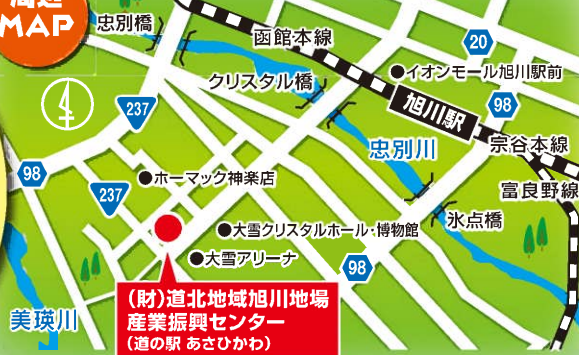 周辺
MAP
忠別橋
函館本線
20
イオンモール旭川駅前
クリスタル橋
旭川駅
98
237
忠別川
宗谷本線
98
ホーマック神楽店
富良野線
237
氷点橋
大雪クリスタルホール・博物館
大雪アリーナ
98
(財)道北地域旭川地場
産業振興センター
(道の駅 あさひかわ)
美瑛川